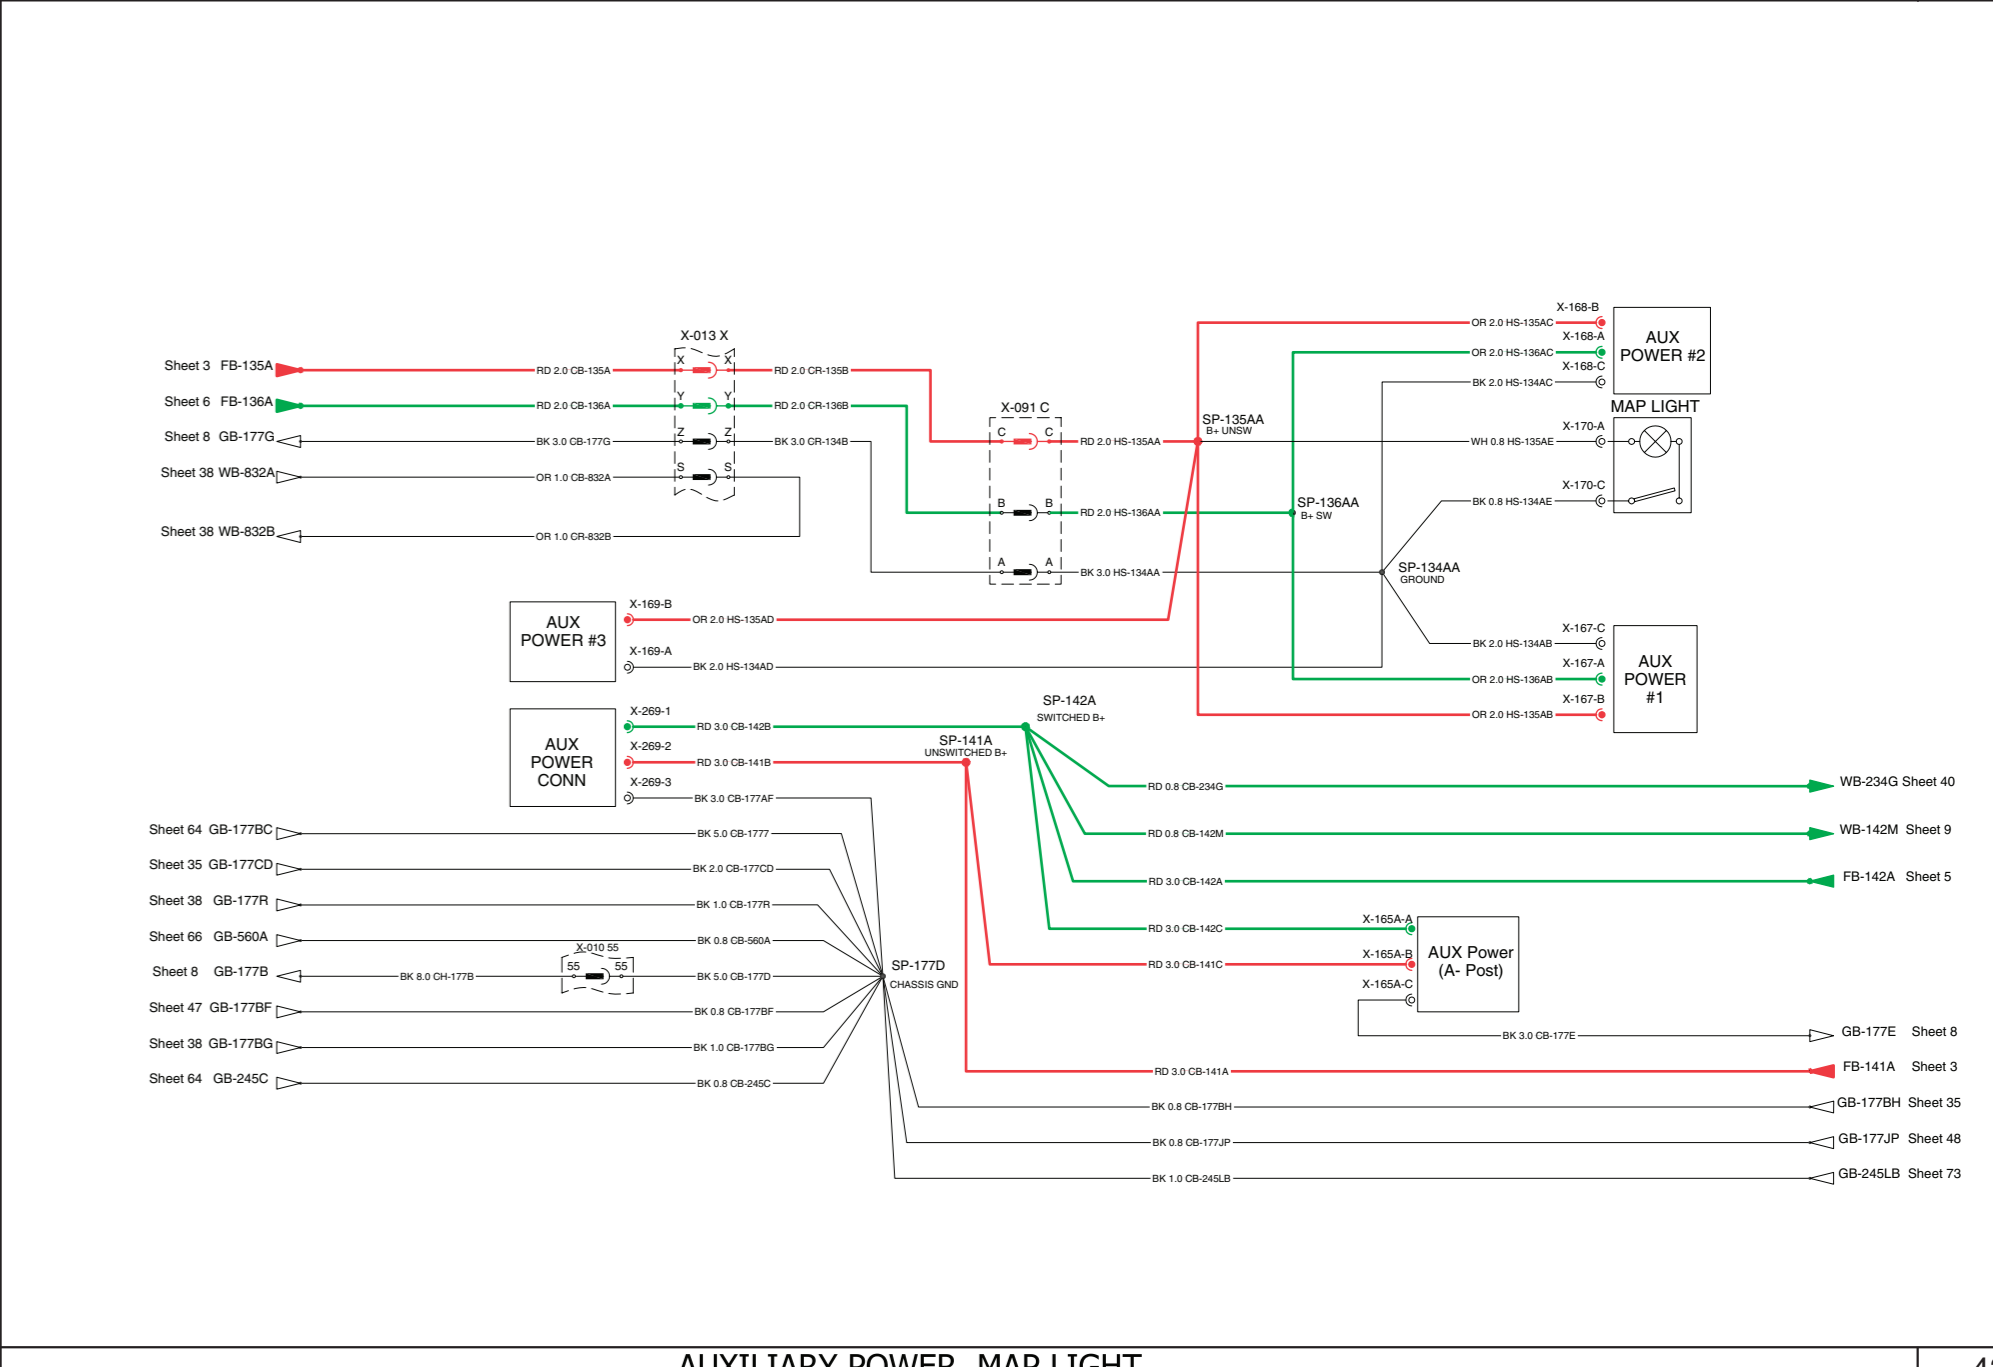 X-013 X
Sheet 3 FB-135A
RD 2.0 CB-135A
X X
RD 2.0 CR-135B
Sheet 6 FB-136A
RD 2.0 CB-136A
Y Y
RD 2.0 CR-136B
Sheet 8 GB-177G
BK 3.0 CB-177G
Z Z
BK 3.0 CR-134B
Sheet 38 WB-832A
OR 1.0 CB-832A
S S
Sheet 38 WB-832B
OR 1.0 CR-832B
X-091 C
C C
RD 2.0 HS-135AA
B B
RD 2.0 HS-136AA
A A
BK 3.0 HS-134AA
SP-135AA
B+ UNSW
SP-136AA
B+ SW
SP-134AA
GROUND
OR 2.0 HS-135AC
X-168-B
OR 2.0 HS-136AC
X-168-A
BK 2.0 HS-134AC
X-168-C
AUX
POWER #2
MAP LIGHT
WH 0.8 HS-135AE
X-170-A
BK 0.8 HS-134AE
X-170-C
BK 2.0 HS-134AB
X-167-C
OR 2.0 HS-136AB
X-167-A
OR 2.0 HS-135AB
X-167-B
AUX
POWER
#1
AUX
POWER #3
X-169-B
OR 2.0 HS-135AD
X-169-A
BK 2.0 HS-134AD
AUX
POWER
CONN
X-269-1
RD 3.0 CB-142B
X-269-2
RD 3.0 CB-141B
X-269-3
BK 3.0 CB-177AF
SP-142A
SWITCHED B+
SP-141A
UNSWITCHED B+
RD 0.8 CB-234G
WB-234G Sheet 40
RD 0.8 CB-142M
WB-142M Sheet 9
RD 3.0 CB-142A
FB-142A Sheet 5
RD 3.0 CB-142C
X-165A-A
RD 3.0 CB-141C
X-165A-B
X-165A-C
AUX Power
(A- Post)
BK 3.0 CB-177E
GB-177E Sheet 8
RD 3.0 CB-141A
FB-141A Sheet 3
BK 0.8 CB-177BH
GB-177BH Sheet 35
BK 0.8 CB-177JP
GB-177JP Sheet 48
BK 1.0 CB-245LB
GB-245LB Sheet 73
Sheet 64 GB-177BC
BK 5.0 CB-1777
Sheet 35 GB-177CD
BK 2.0 CB-177CD
Sheet 38 GB-177R
BK 1.0 CB-177R
Sheet 66 GB-560A
BK 0.8 CB-560A
X-010 55
Sheet 8 GB-177B
BK 8.0 CH-177B
55 55
BK 5.0 CB-177D
SP-177D
CHASSIS GND
Sheet 47 GB-177BF
BK 0.8 CB-177BF
Sheet 38 GB-177BG
BK 1.0 CB-177BG
Sheet 64 GB-245C
BK 0.8 CB-245C
AUXILIARY POWER, MAP LIGHT